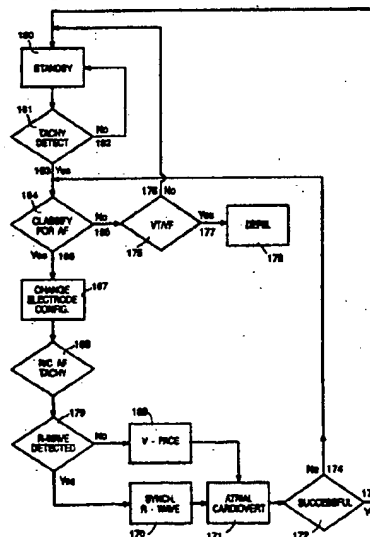 180
STANDBY
181
TACHY
DETECT
No
182
183
Yes
184
CLASSIFY
FOR AF
No
185
176
No
VT/VF
175
Yes
177
DEFIB.
178
Yes
186
CHANGE
ELECTRODE
CONFIG.
187
R/C AF
TACHY
188
179
R-WAVE
DETECTED
No
189
V - PACE
Yes
SYNCH.
R - WAVE
170
ATRIAL
CARDIOVERT
171
No
174
SUCCESSFUL
172